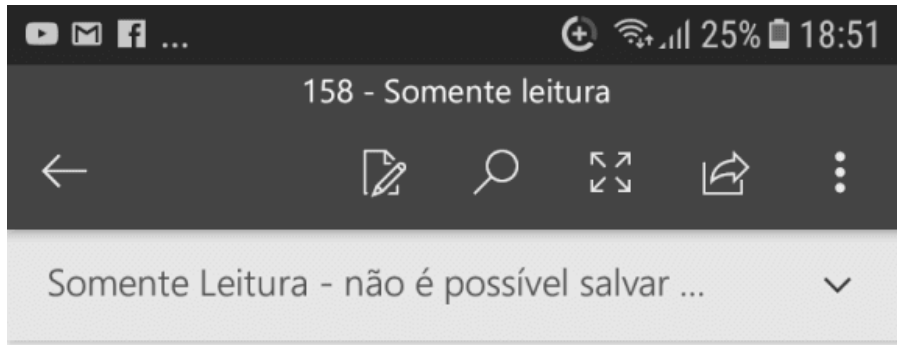 ... 25% 18:51
158 - Somente leitura
Somente Leitura - não é possível salvar ...